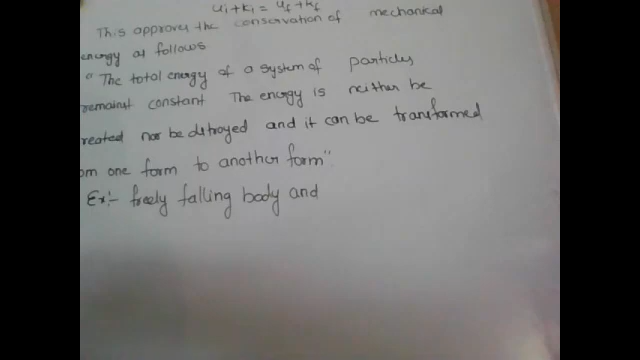 Ui + Ki = Uf + Kf
This approves the conservation of mechanical
energy as follows
"The total energy of a system of particles
remains constant The energy is neither be
created nor be detroyed and it can be transformed
om one form to another form"
Ex:- freely falling body and